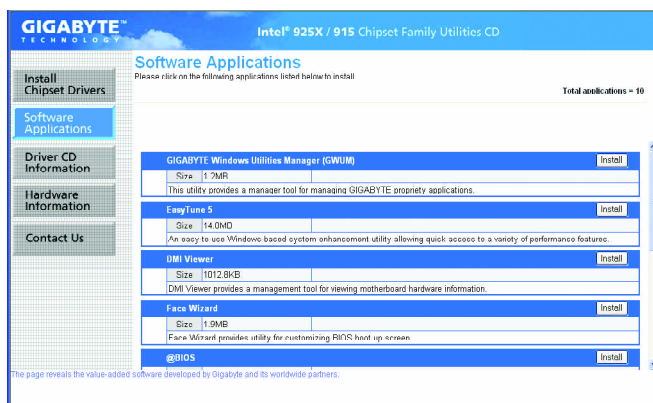 GIGABYTE™
TECHNOLOGY
Intel® 925X / 915 Chipset Family Utilities CD
Install
Chipset Drivers
Software
Applications
Driver CD
Information
Hardware
Information
Contact Us
Software Applications
Please click on the following applications listed below to install
Total applications = 10
GIGABYTE Windows Utilities Manager (GWUM) Install
Size 1.2MB
This utility provides a manager tool for managing GIGABYTE propriety applications.
EasyTune 5 Install
Size 14.0MB
An easy to use Windows-based system enhancement utility allowing quick access to a variety of performance features.
DMI Viewer Install
Size 1012.8KB
DMI Viewer provides a management tool for viewing motherboard hardware information.
Face Wizard Install
Size 1.9MB
Face Wizard provides utility for customizing BIOS boot up screen
@BIOS Install
The page reveals the value-added software developed by Gigabyte and its worldwide partners.